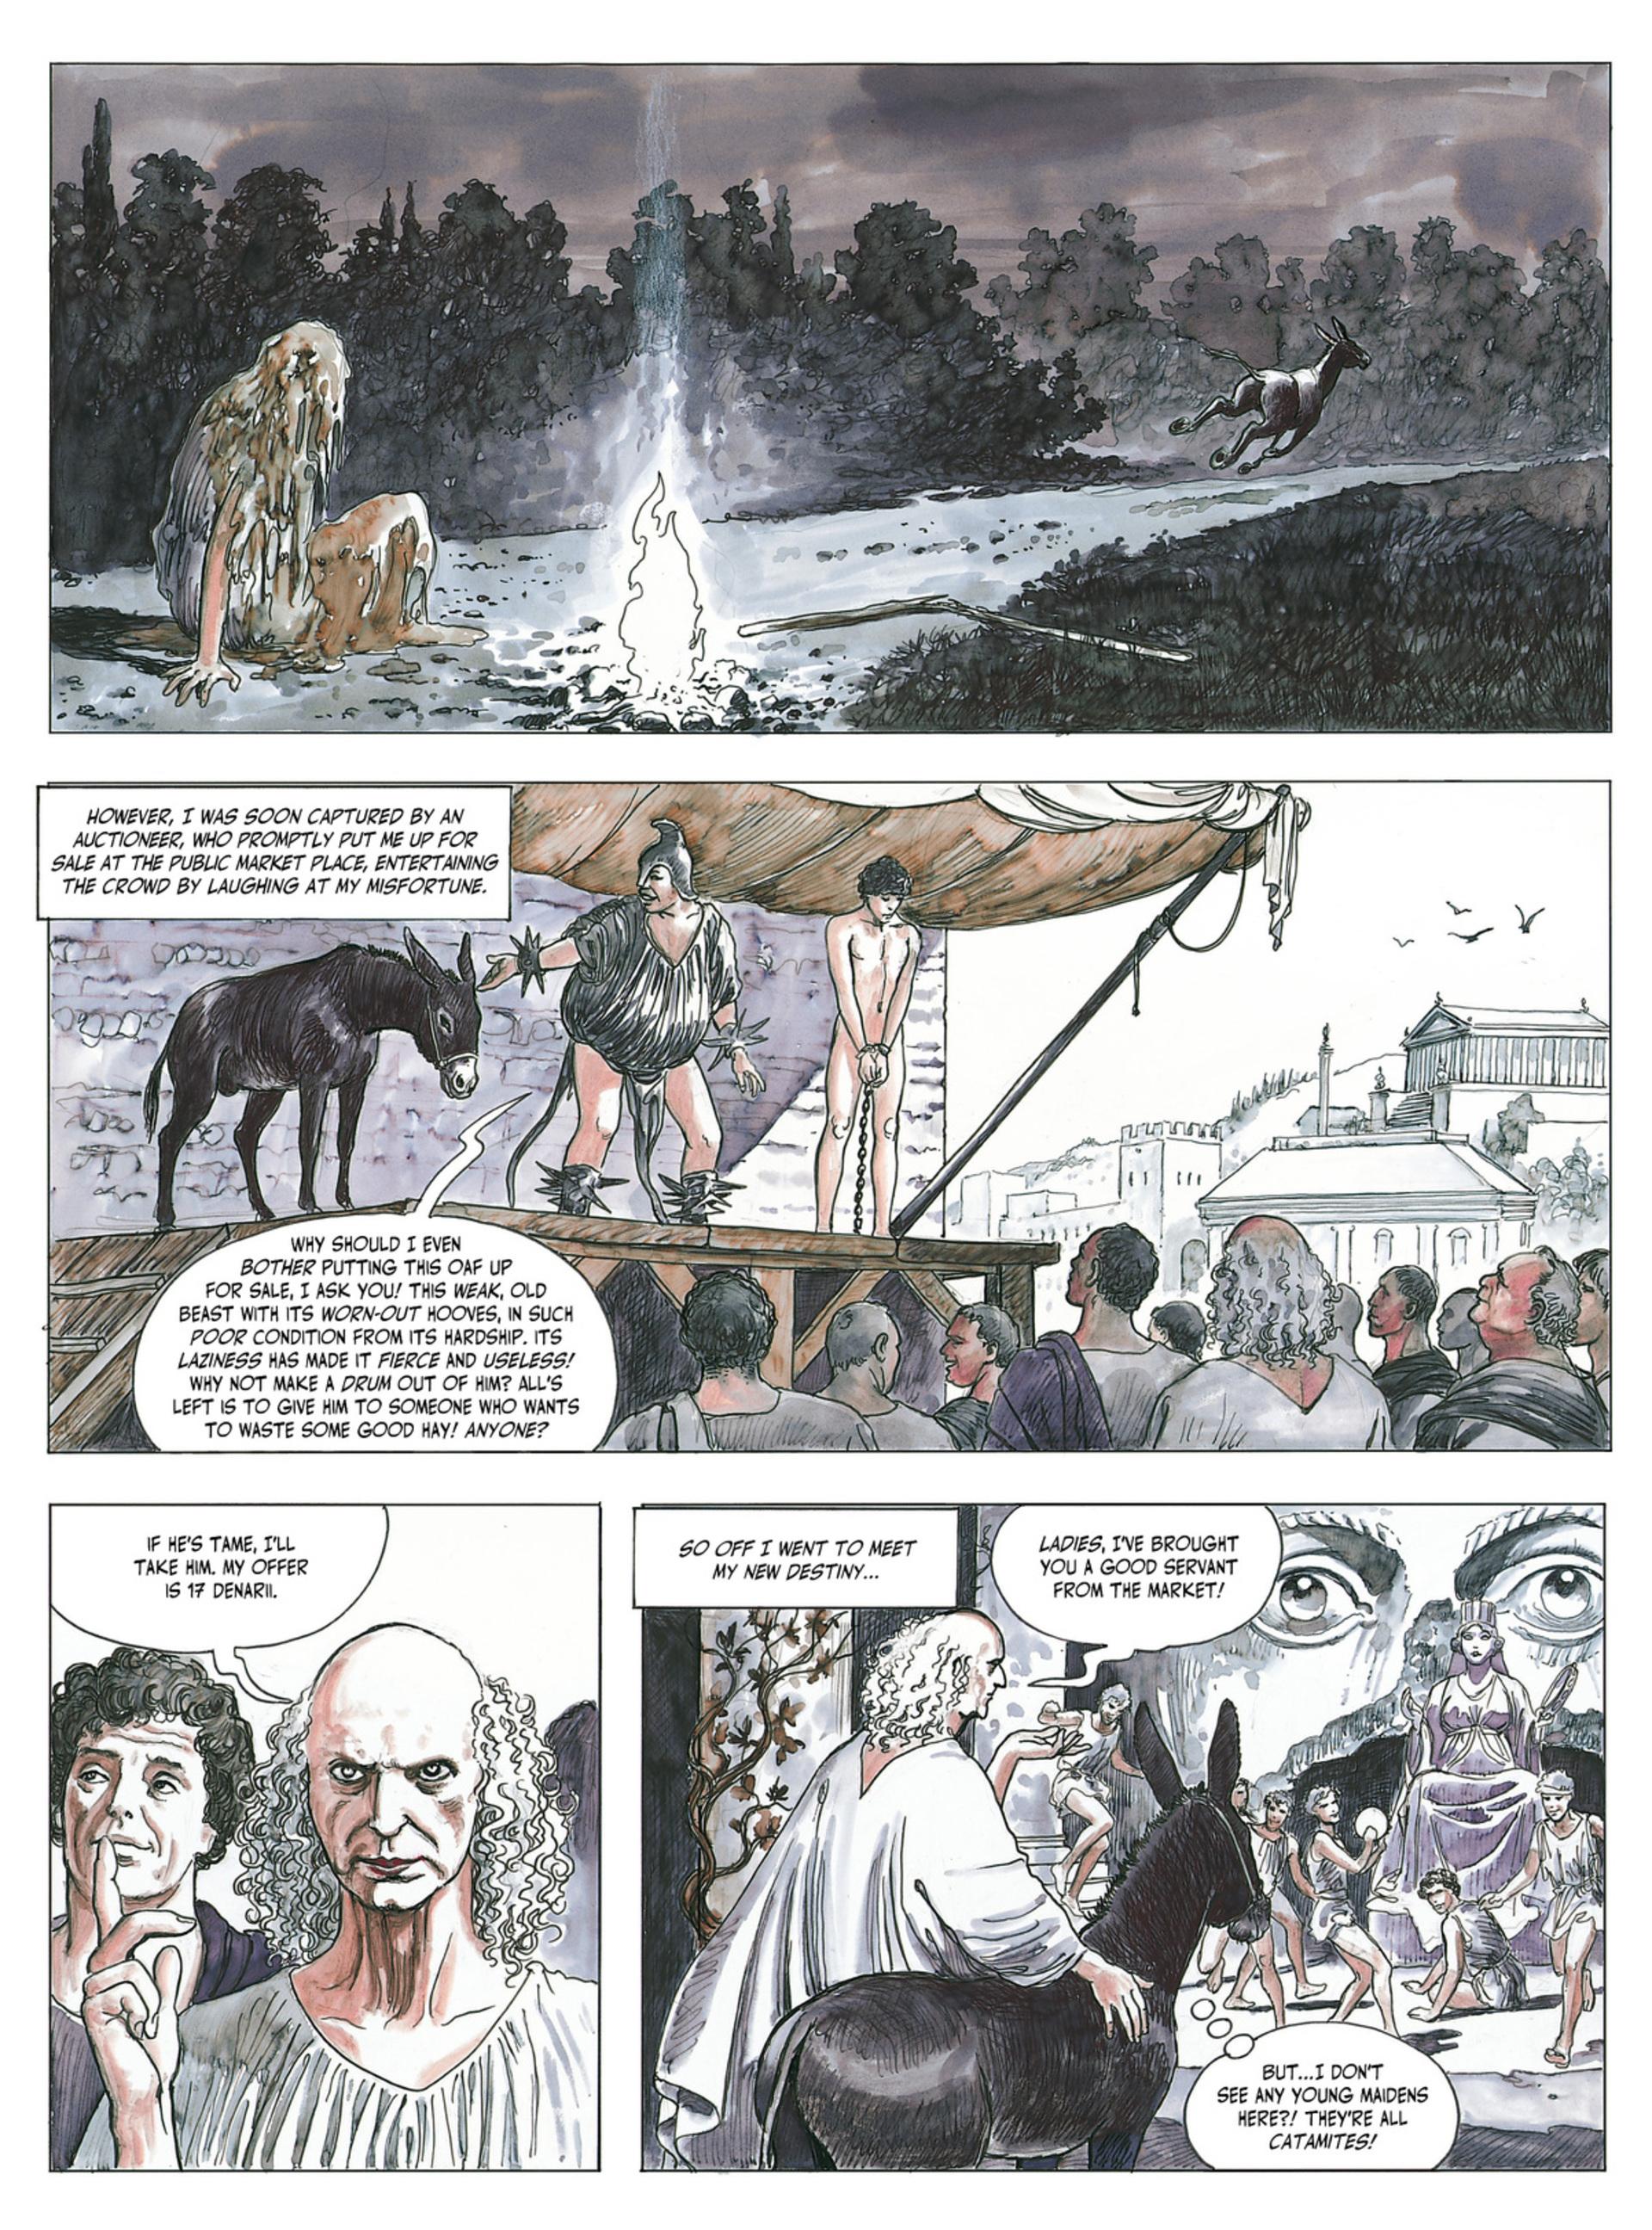 HOWEVER, I WAS SOON CAPTURED BY AN
AUCTIONEER, WHO PROMPTLY PUT ME UP FOR
SALE AT THE PUBLIC MARKET PLACE, ENTERTAINING
THE CROWD BY LAUGHING AT MY MISFORTUNE.
WHY SHOULD I EVEN
BOTHER PUTTING THIS OAF UP
FOR SALE, I ASK YOU! THIS WEAK, OLD
BEAST WITH ITS WORN-OUT HOOVES, IN SUCH
POOR CONDITION FROM ITS HARDSHIP. ITS
LAZINESS HAS MADE IT FIERCE AND USELESS!
WHY NOT MAKE A DRUM OUT OF HIM? ALL'S
LEFT IS TO GIVE HIM TO SOMEONE WHO WANTS
TO WASTE SOME GOOD HAY! ANYONE?
IF HE'S TAME, I'LL
TAKE HIM. MY OFFER
IS 17 DENARII.
SO OFF I WENT TO MEET
MY NEW DESTINY...
LADIES, I'VE BROUGHT
YOU A GOOD SERVANT
FROM THE MARKET!
BUT...I DON'T
SEE ANY YOUNG MAIDENS
HERE?! THEY'RE ALL
CATAMITES!